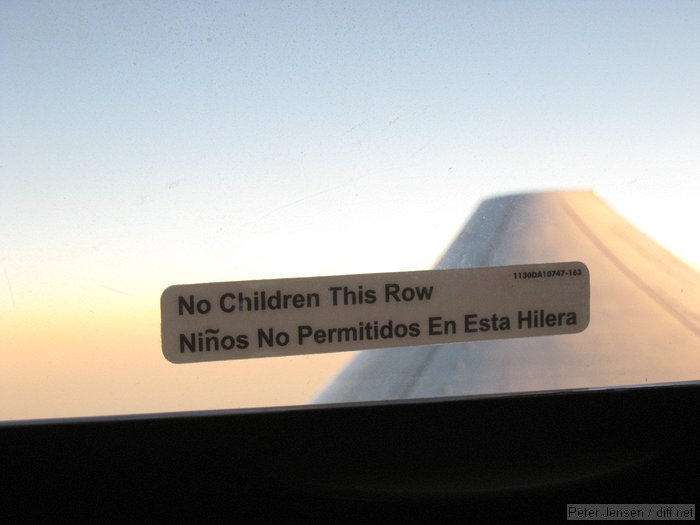 1130DA10747-163
No Children This Row
Niños No Permitidos En Esta Hilera
Peter Jensen / diff.net